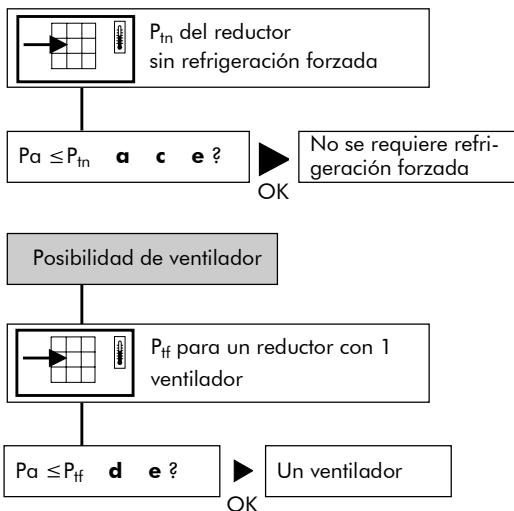 Ptn del reductor
sin refrigeración forzada
Pa ≤Ptn a c e ?
OK
No se requiere refri-
geración forzada
Posibilidad de ventilador
Ptf para un reductor con 1
ventilador
Pa ≤Ptf d e ?
OK
Un ventilador